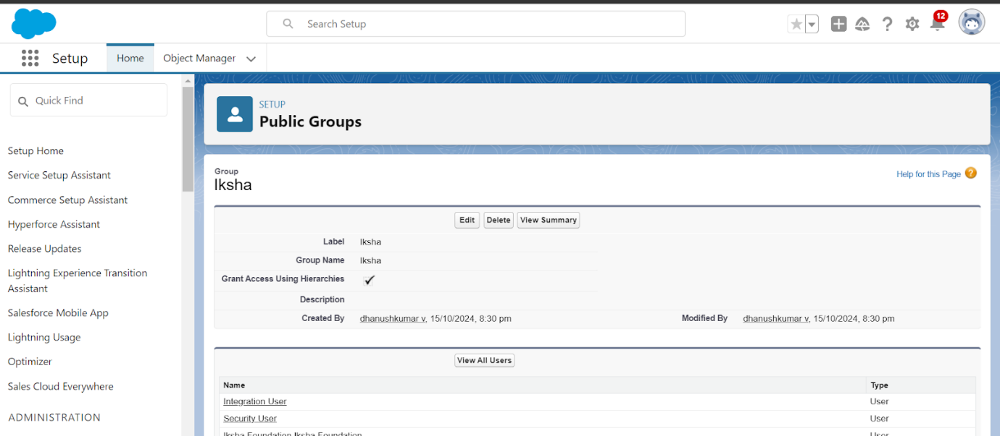 Search Setup
12
Setup
Home
Object Manager
Quick Find
Setup Home
Service Setup Assistant
Commerce Setup Assistant
Hyperforce Assistant
Release Updates
Lightning Experience Transition
Assistant
Salesforce Mobile App
Lightning Usage
Optimizer
Sales Cloud Everywhere
ADMINISTRATION
SETUP
Public Groups
Group
Iksha
Help for this Page ?
Edit Delete View Summary
Label Iksha
Group Name Iksha
Grant Access Using Hierarchies
Description
Created By dhanushkumar v, 15/10/2024, 8:30 pm Modified By dhanushkumar v, 15/10/2024, 8:30 pm
View All Users
Name Type
Integration User User
Security User User
Iksha Foundation Iksha Foundation User